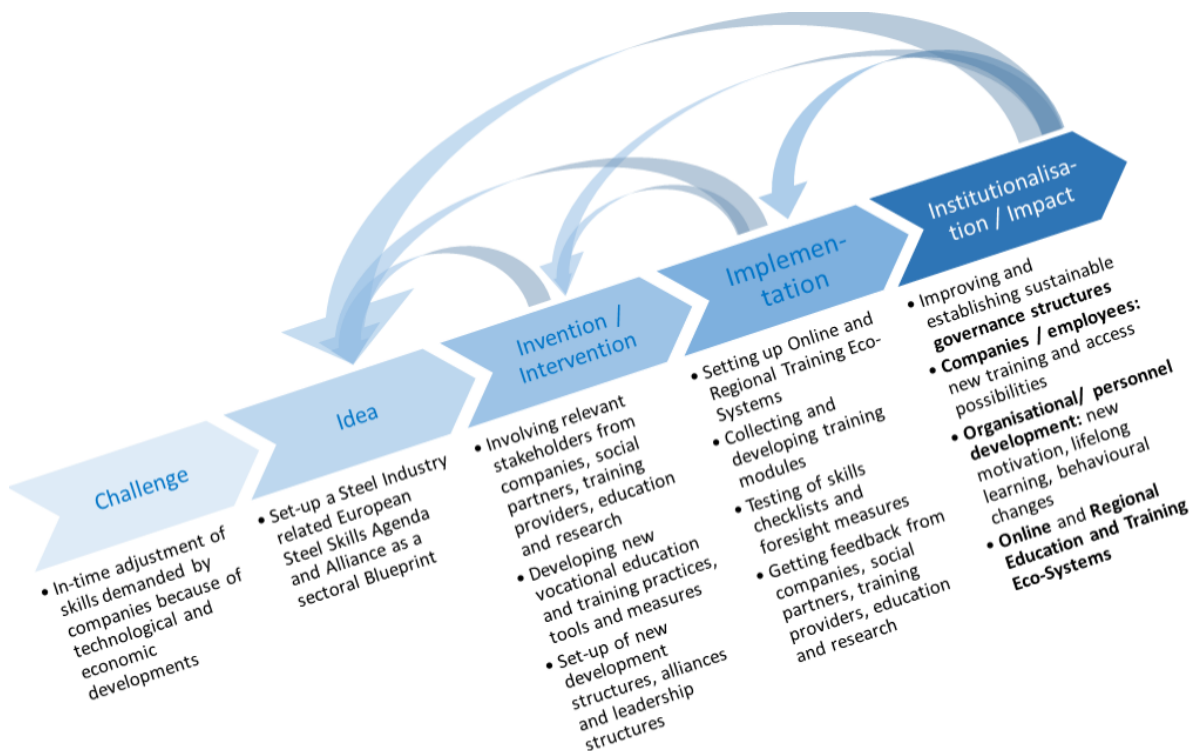 Challenge
• In-time adjustment of
skills demanded by
companies because of
technological and
economic
developments
Idea
• Set-up a Steel Industry
related European
Steel Skills Agenda
and Alliance as a
sectoral Blueprint
Invention /
Intervention
• Involving relevant
stakeholders from
companies, social
partners, training
providers, education
and research
• Developing new
vocational education
and training practices,
tools and measures
• Set-up of new
development
structures, alliances
and leadership
structures
Implemen-
tation
• Setting up Online and
Regional Training Eco-
Systems
• Collecting and
developing training
modules
• Testing of skills
checklists and
foresight measures
• Getting feedback from
companies, social
partners, training
providers, education
and research
Institutionalisa-
tion / Impact
• Improving and
establishing sustainable
governance structures
• Companies / employees:
new training and access
possibilities
• Organisational/ personnel
development: new
motivation, lifelong
learning, behavioural
changes
• Online and Regional
Education and Training
Eco-Systems